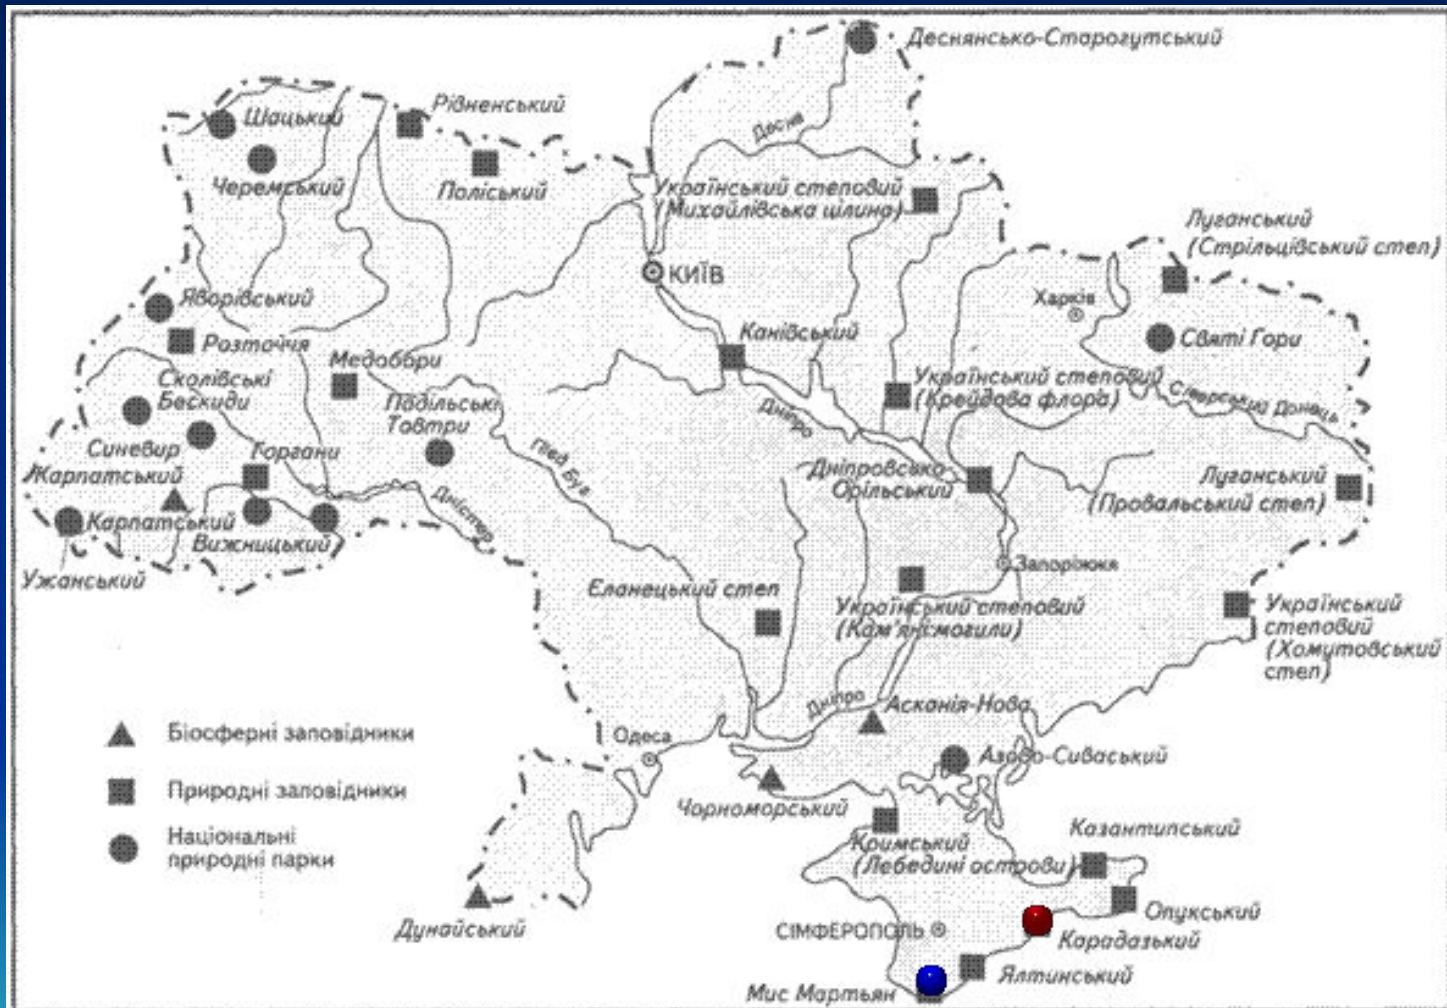 Деснянсько-Старогутський
Шацький
Рівненський
Черемський
Поліський
Десна
Український степовий
(Михайлівська цілина)
Луганський
(Стрільцівський степ)
КИЇВ
Харків
Яворівський
Розточчя
Канівський
Святі Гори
Медобори
Сколівські
Бескиди
Подільські
Товтри
Український степовий
(Крейдова флора)
Дніпро
Сіверський Донець
Синевир
Горгани
Карпатський
Півд Буг
Дністер
Дніпровсько
Орільський
Луганський
(Провальський степ)
Карпатський
Вижницький
Ужанський
Запоріжжя
Єланецький степ
Український степовий
(Кам'янсмогили)
Український
степовий
(Хомутовський
степ)
Дніпро
Асканія-Нова
Одеса
Азово-Сиваський
Чорноморський
Біосферні заповідники
Природні заповідники
Національні
природні парки
Кримський
(Лебедині острови)
Казантипський
Дунайський
Опукський
СІМФЕРОПОЛЬ
Карадазький
Ялтинський
Мис Мартьян